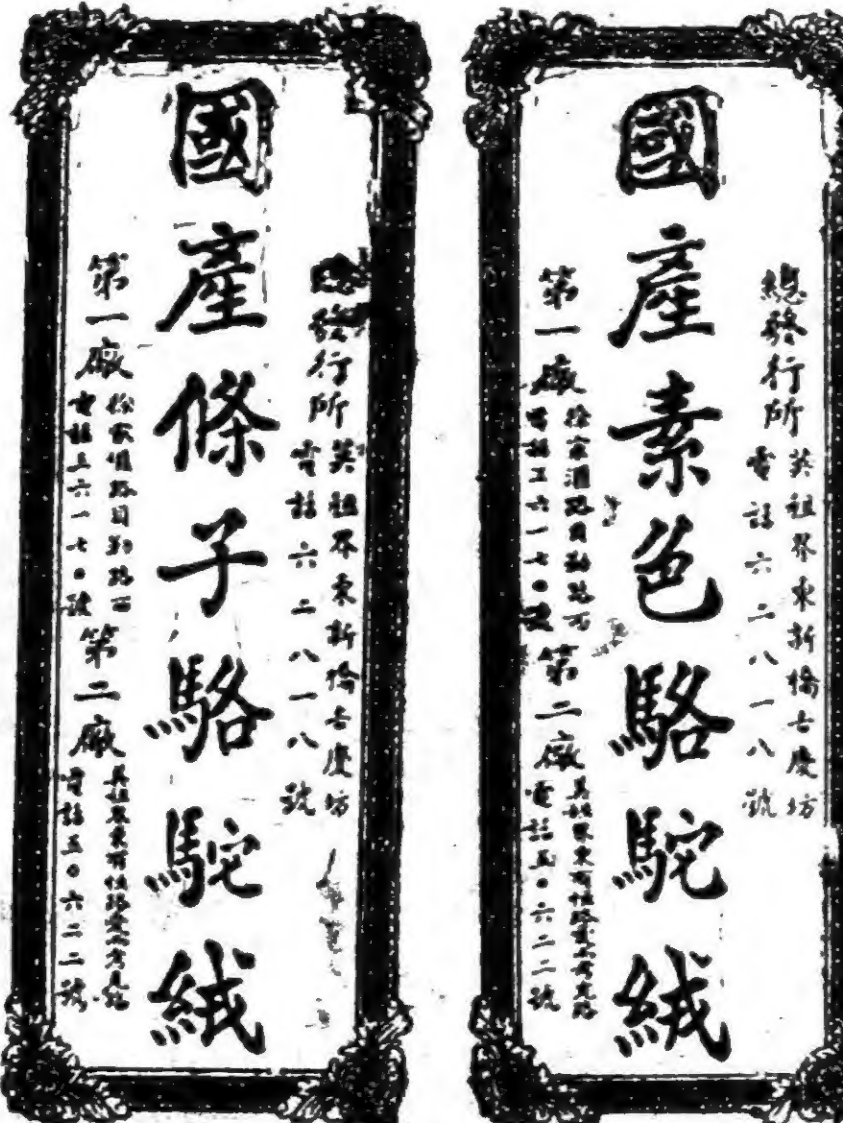 總發行所
英租界東新橋吉慶坊
電話六二八一八號
國產素色駱駝絨
第一廠
徐家滙路貝勒路西
電話五六一七〇號
第二廠
電話五〇六二二號
總發行所
英租界東新橋吉慶坊
電話六二八一八號
國產條子駱駝絨
第一廠
徐家滙路貝勒路西
電話五六一七〇號
第二廠
電話五〇六二二號